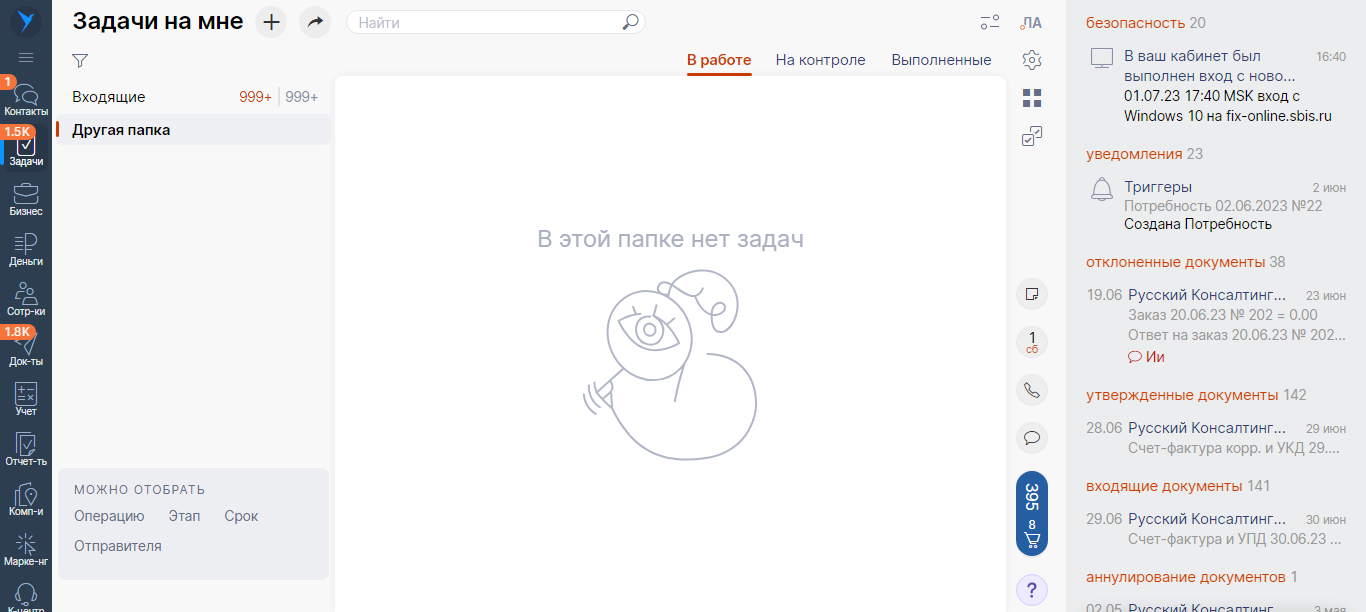 1
Контакты
1.5K
Задачи
Бизнес
Деньги
Сотр-ки
1.8K
Док-ты
Учет
Отчет-ть
Комп-и
Марке-нг
К-центр
Задачи на мне
Найти
ЛА
В работе
На контроле
Выполненные
Входящие 999+ 999+
Другая папка
МОЖНО ОТОБРАТЬ
Операцию Этап Срок
Отправителя
В этой папке нет задач
1
сб
395
8
?
безопасность 20
В ваш кабинет был 16:40
выполнен вход с ново...
01.07.23 17:40 MSK вход с
Windows 10 на fix-online.sbis.ru
уведомления 23
Триггеры 2 июн
Потребность 02.06.2023 №22
Создана Потребность
отклоненные документы 38
19.06 Русский Консалтинг... 23 июн
Заказ 20.06.23 № 202 = 0.00
Ответ на заказ 20.06.23 № 202...
Ии
утвержденные документы 142
28.06 Русский Консалтинг... 29 июн
Счет-фактура корр. и УКД 29....
входящие документы 141
29.06 Русский Консалтинг... 30 июн
Счет-фактура и УПД 30.06.23 ...
аннулирование документов 1
02.05 Русский Консалтинг... 3 мая